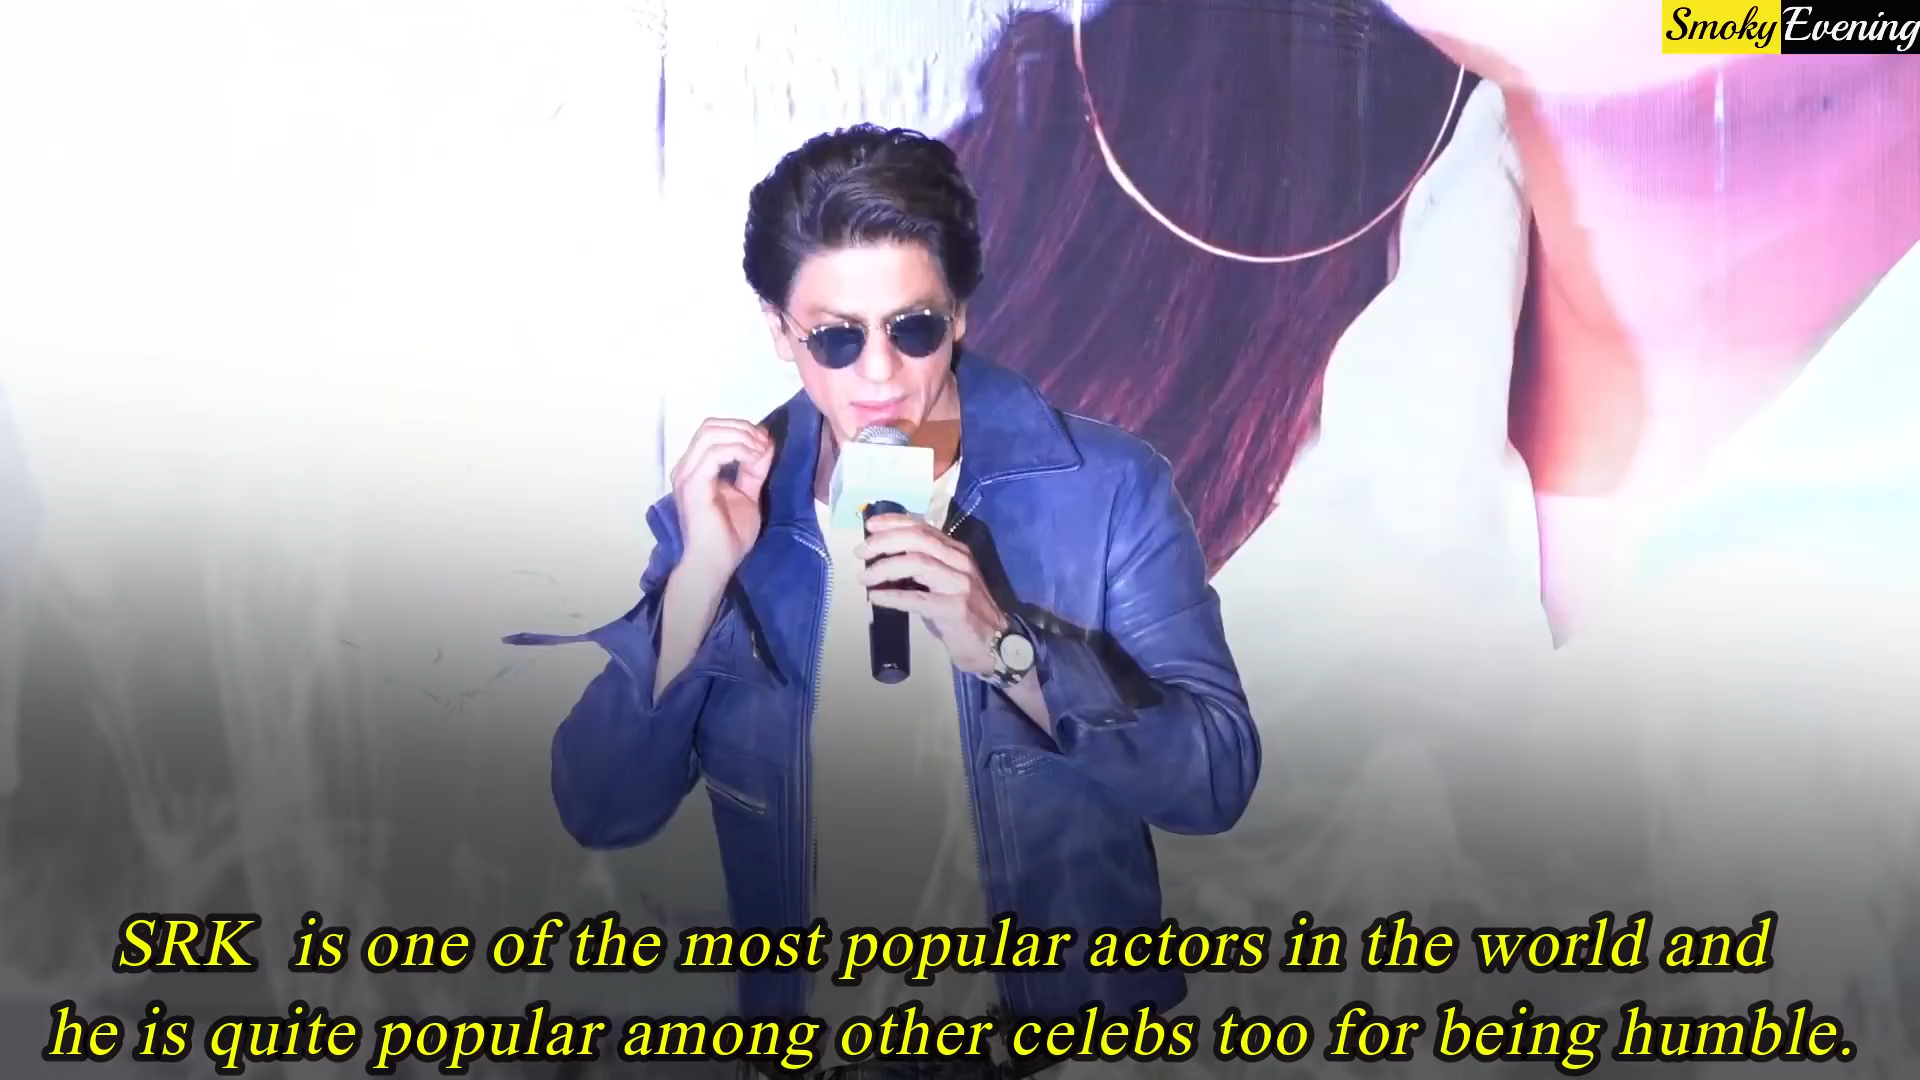 Smoky Evening
SRK is one of the most popular actors in the world and
he is quite popular among other celebs too for being humble.